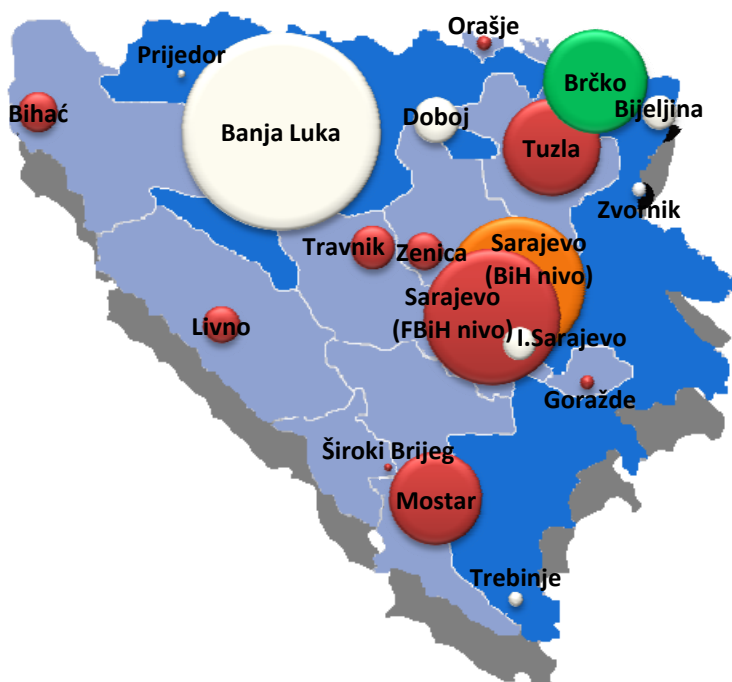 Orašje
Prijedor
Brčko
Bihać
Banja Luka
Doboj
Bijeljina
Tuzla
Zvornik
Travnik
Zenica
Sarajevo
(BiH nivo)
Sarajevo
(FBiH nivo)
I.Sarajevo
Livno
Goražde
Široki Brijeg
Mostar
Trebinje